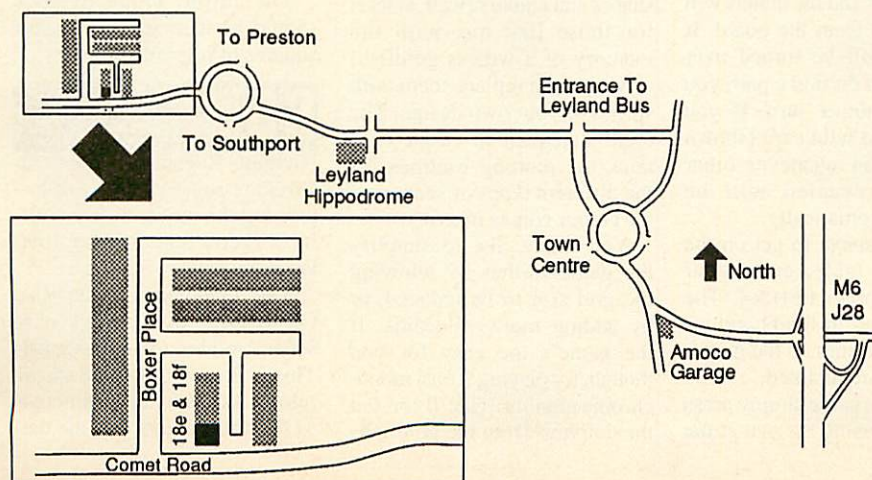 To Preston
To Southport
Leyland
Hippodrome
Entrance To
Leyland Bus
Town
Centre
North
M6
J28
Amoco
Garage
Boxer Place
18e & 18f
Comet Road